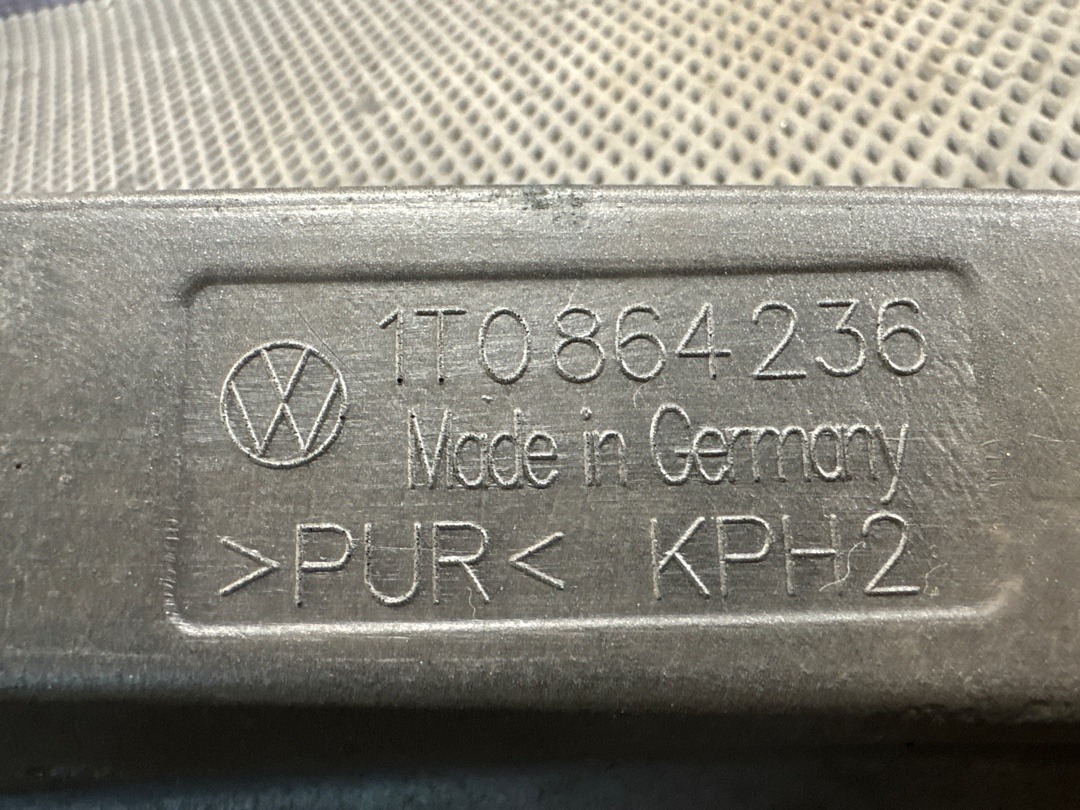 1T0 864 236
Made in Germany
>PUR< KPH2